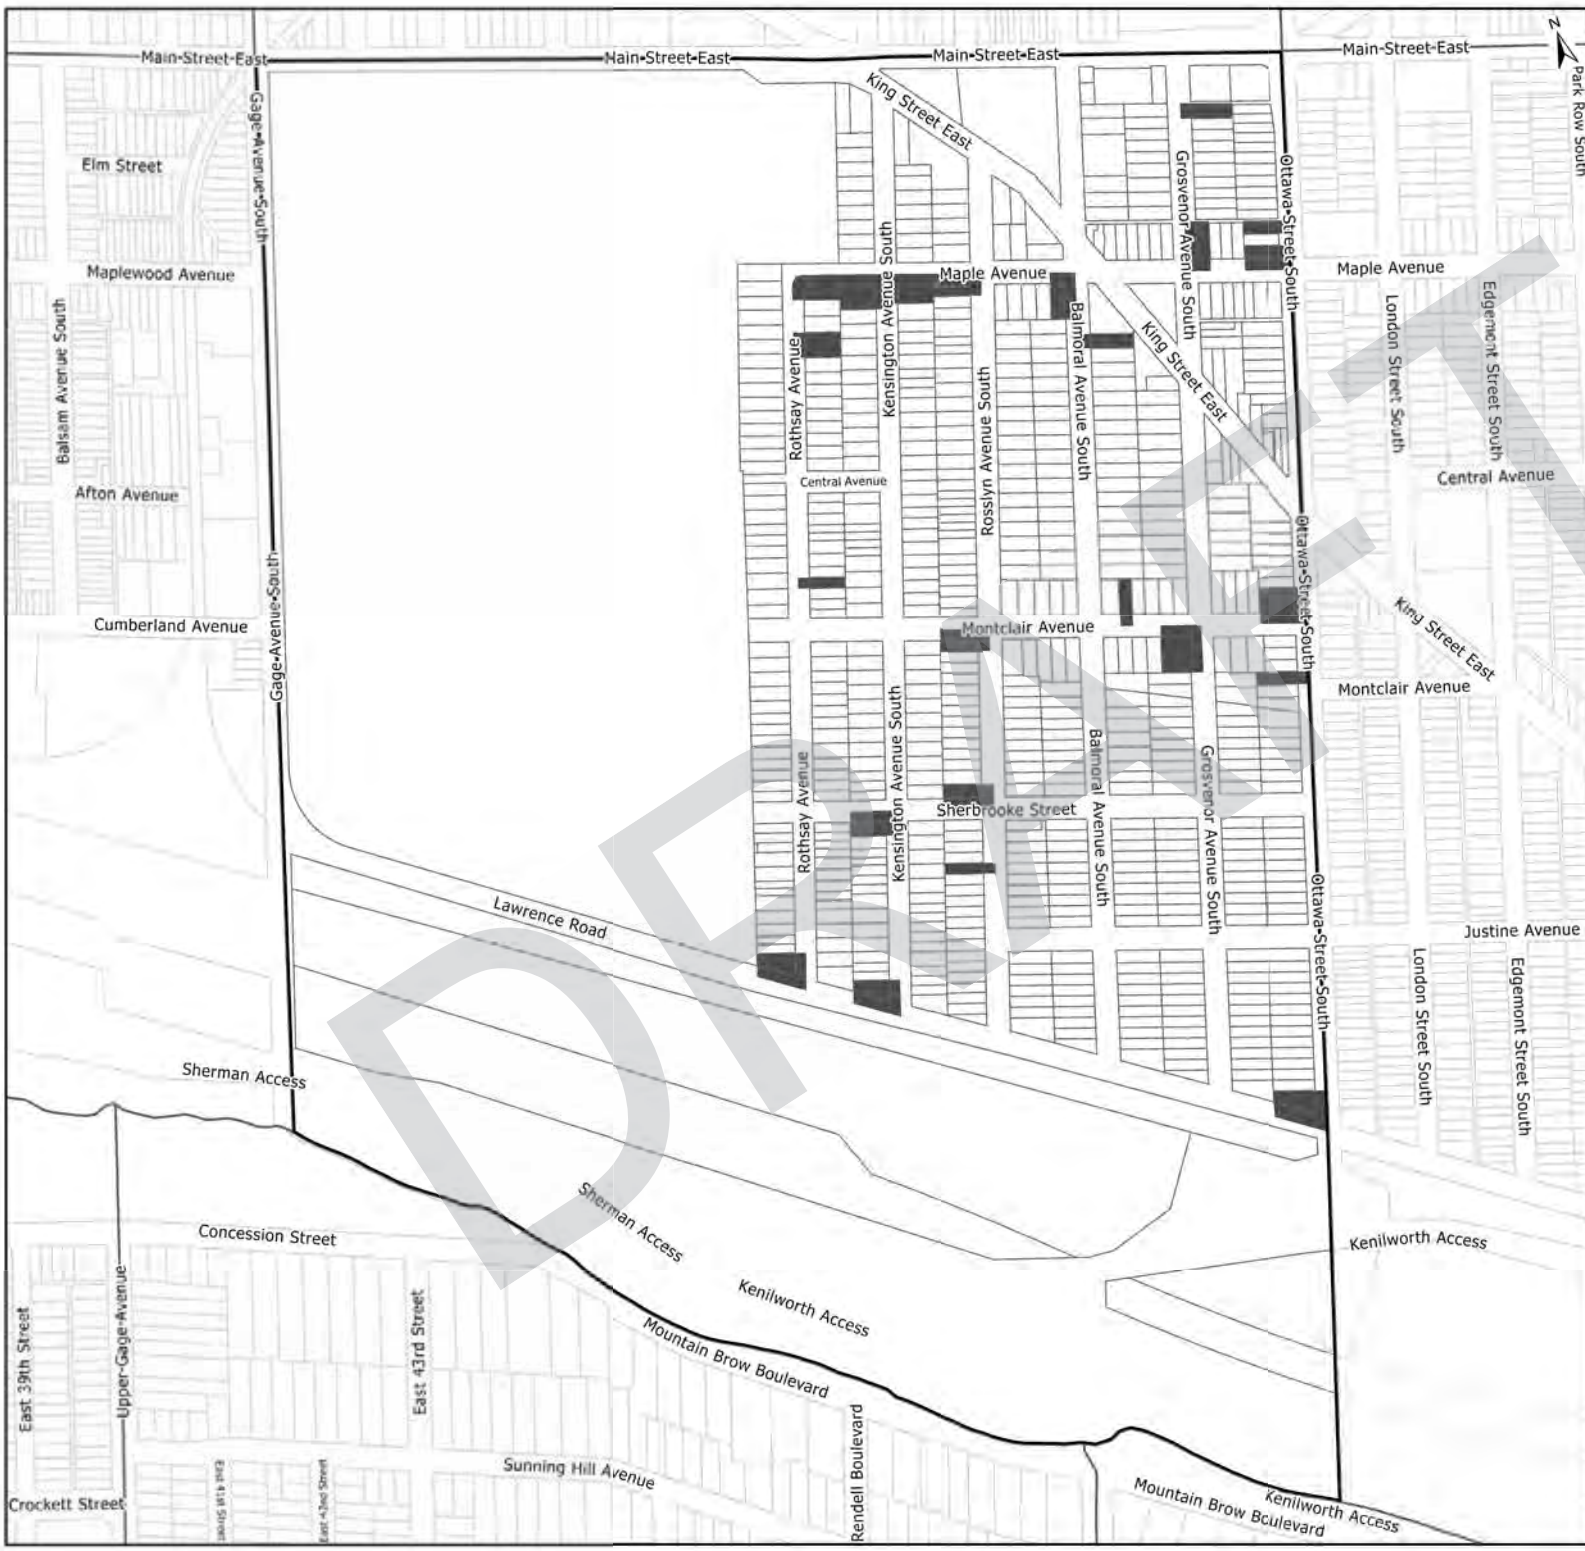 Main-Street-East
Main-Street-East
Main-Street-East
Main-Street-East
N
Park Row South
King Street East
Elm Street
Gage-Avenue-South
Grosvenor Avenue South
Ottawa-Street-South
Maplewood Avenue
Kensington Avenue South
Maple Avenue
Maple Avenue
Balsam Avenue South
Rothsay Avenue
Rosslyn Avenue South
Balmoral Avenue South
King Street East
London Street South
Edgemont Street South
Afton Avenue
Central Avenue
Central Avenue
Gage-Avenue-South
Ottawa-Street-South
Cumberland Avenue
Montclair Avenue
King Street East
Montclair Avenue
Kensington Avenue South
Rothsay Avenue
Balmoral Avenue South
Grosvenor Avenue South
Sherbrooke Street
Lawrence Road
Ottawa-Street-South
Justine Avenue
London Street South
Edgemont Street South
DRAFT
Sherman Access
Sherman Access
Concession Street
Kenilworth Access
Kenilworth Access
Upper-Gage-Avenue
East 39th Street
East 43rd Street
Mountain Brow Boulevard
Rendell Boulevard
Sunning Hill Avenue
East 41st Street
East 42nd Street
Crockett Street
Kenilworth Access
Mountain Brow Boulevard